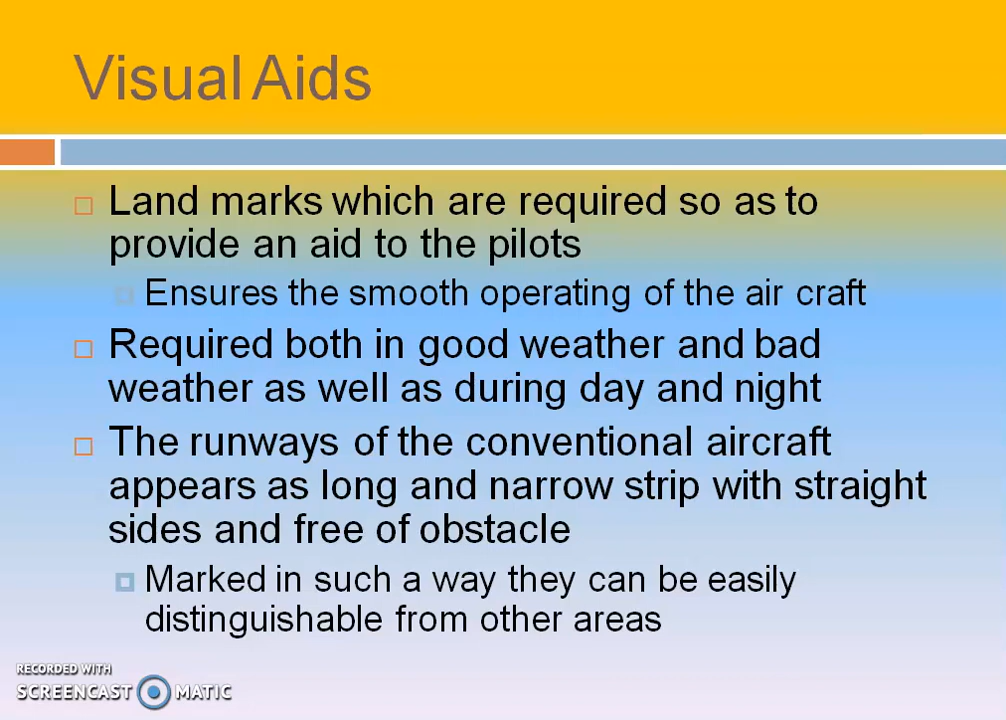 Visual Aids
Land marks which are required so as to
provide an aid to the pilots
Ensures the smooth operating of the air craft
Required both in good weather and bad
weather as well as during day and night
The runways of the conventional aircraft
appears as long and narrow strip with straight
sides and free of obstacle
Marked in such a way they can be easily
distinguishable from other areas
RECORDED WITH
SCREENCAST MATIC